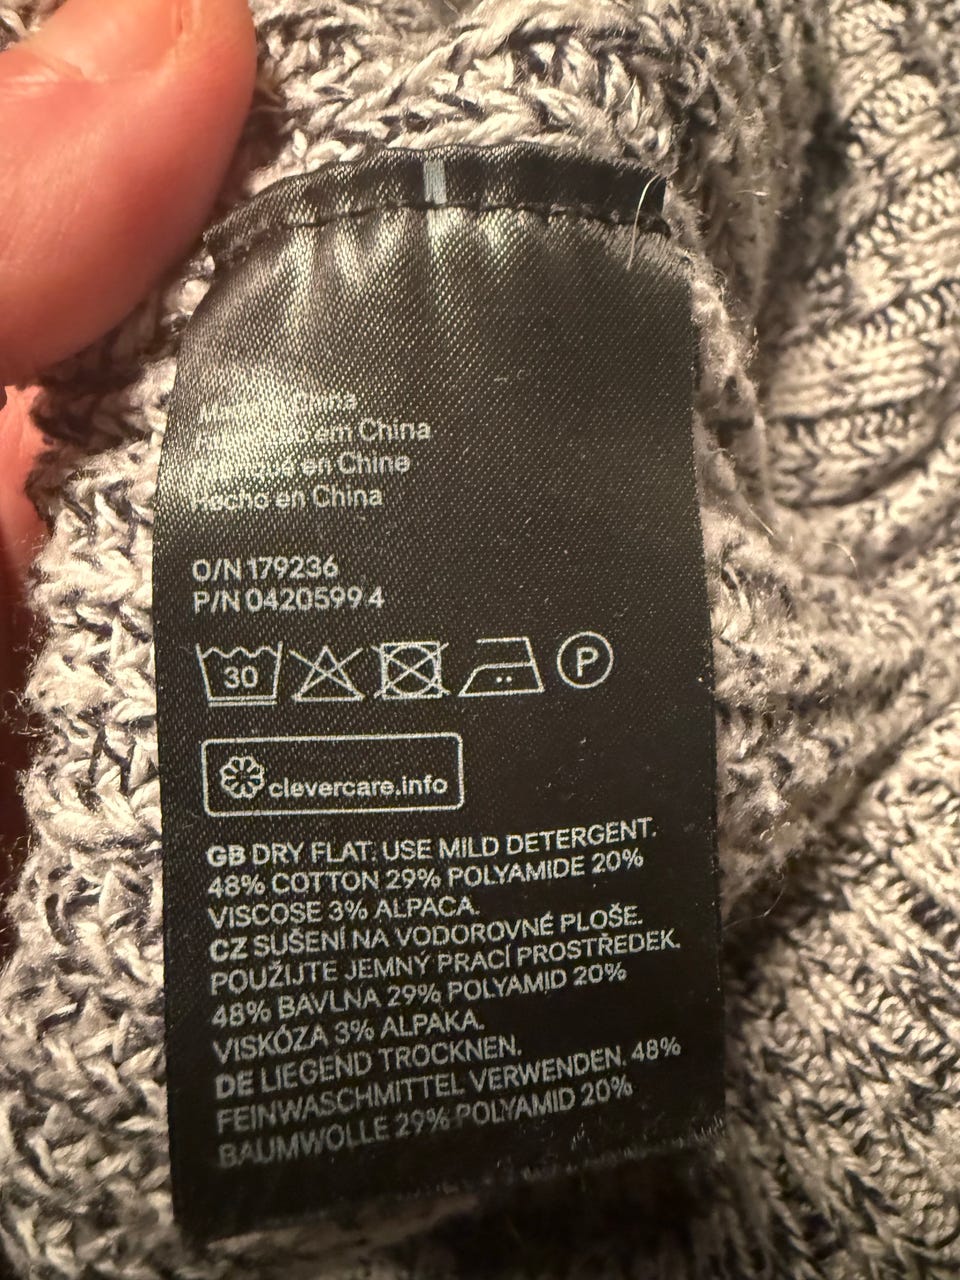 China
em China
en Chine
Hecho en China
O/N 179236
P/N 04205994
30
P
clevercare.info
GB DRY FLAT. USE MILD DETERGENT.
48% COTTON 29% POLYAMIDE 20%
VISCOSE 3% ALPACA.
CZ SUŠENÍ NA VODOROVNÉ PLOŠE.
POUŽIJTE JEMNÝ PRACÍ PROSTŘEDEK.
48% BAVLNA 29% POLYAMID 20%
VISKÓZA 3% ALPAKA.
DE LIEGEND TROCKNEN.
FEINWASCHMITTEL VERWENDEN. 48%
BAUMWOLLE 29% POLYAMID 20%